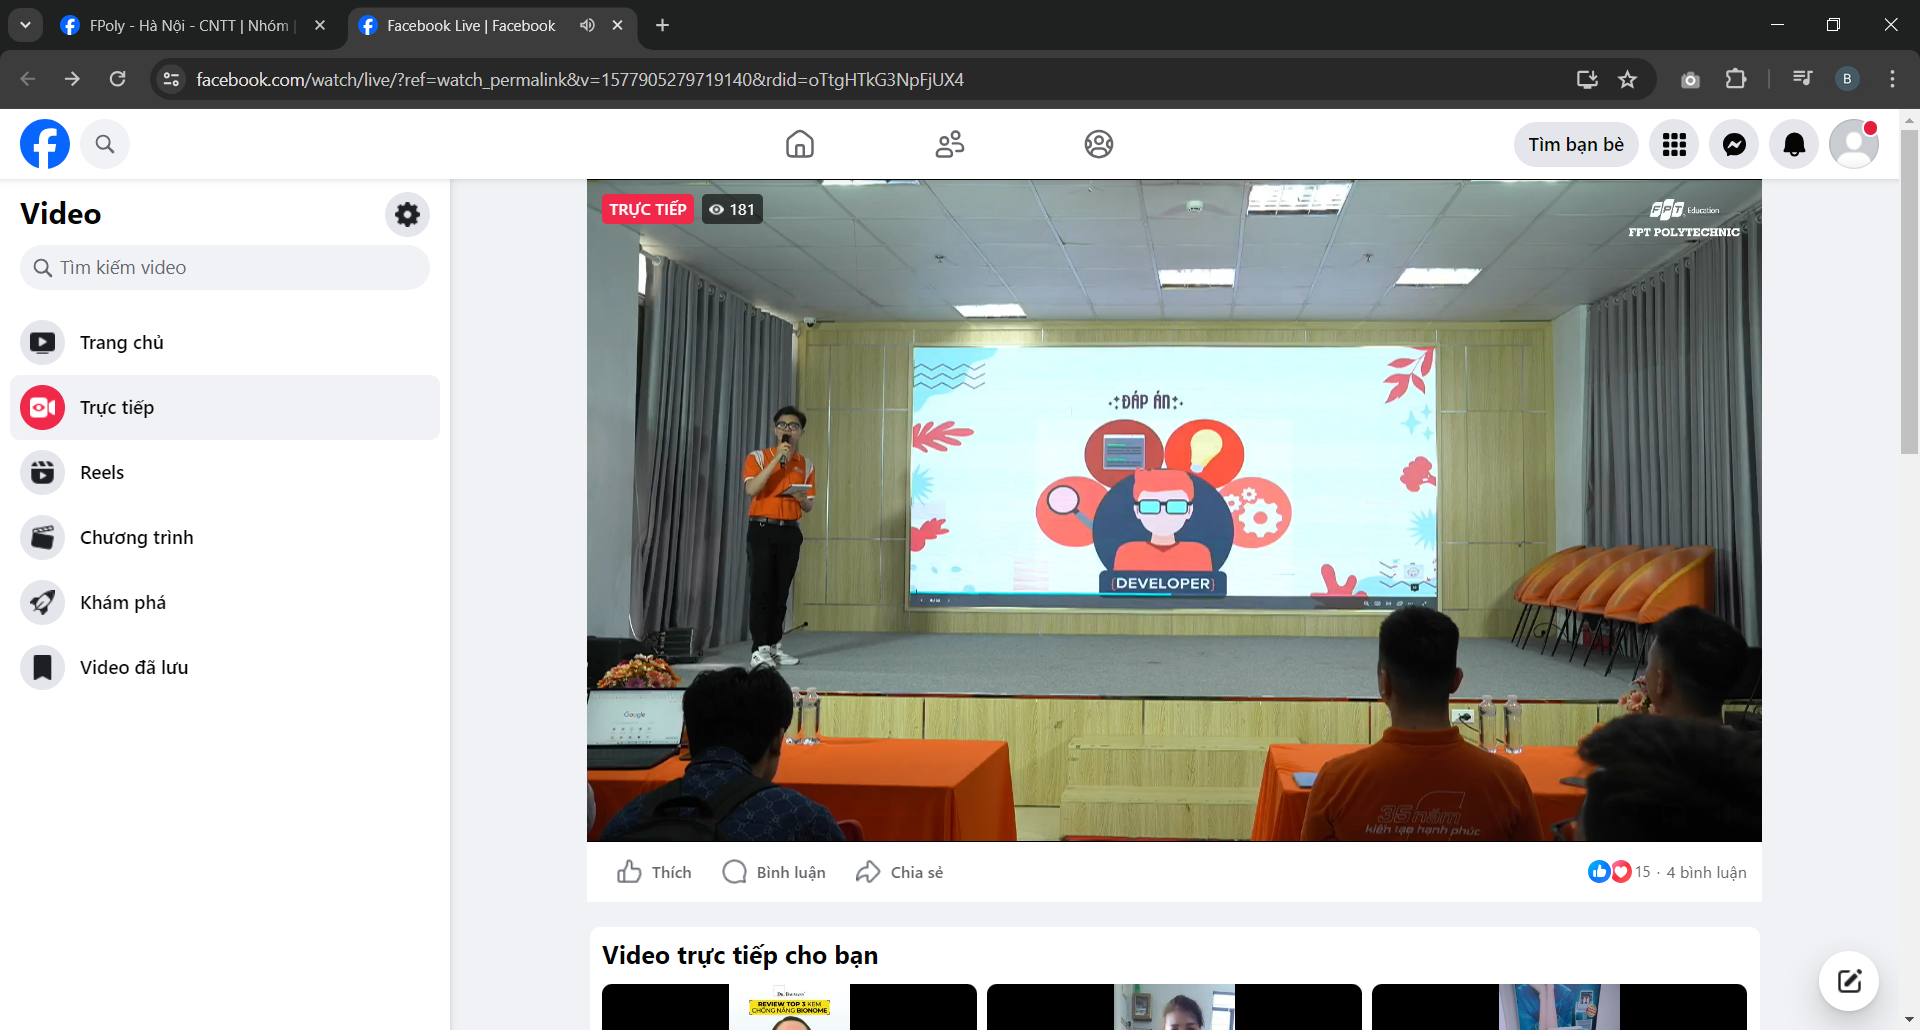 FPoly - Hà Nội - CNTT | Nhóm |
Facebook Live | Facebook
facebook.com/watch/live/?ref=watch_permalink&v=1577905279719140&rdid=oTtgHTkG3NpFjUX4
B
Tìm bạn bè
Video
Tìm kiếm video
Trang chủ
Trực tiếp
Reels
Chương trình
Khám phá
Video đã lưu
TRỰC TIẾP
181
FPT Education
FPT POLYTECHNIC
ĐÁP ÁN
{DEVELOPER}
Google
35 năm
kiến tạo hạnh phúc
Thích
Bình luận
Chia sẻ
15 · 4 bình luận
Video trực tiếp cho bạn
REVIEW TOP 3 KEM
CHỐNG NẮNG BIONOME